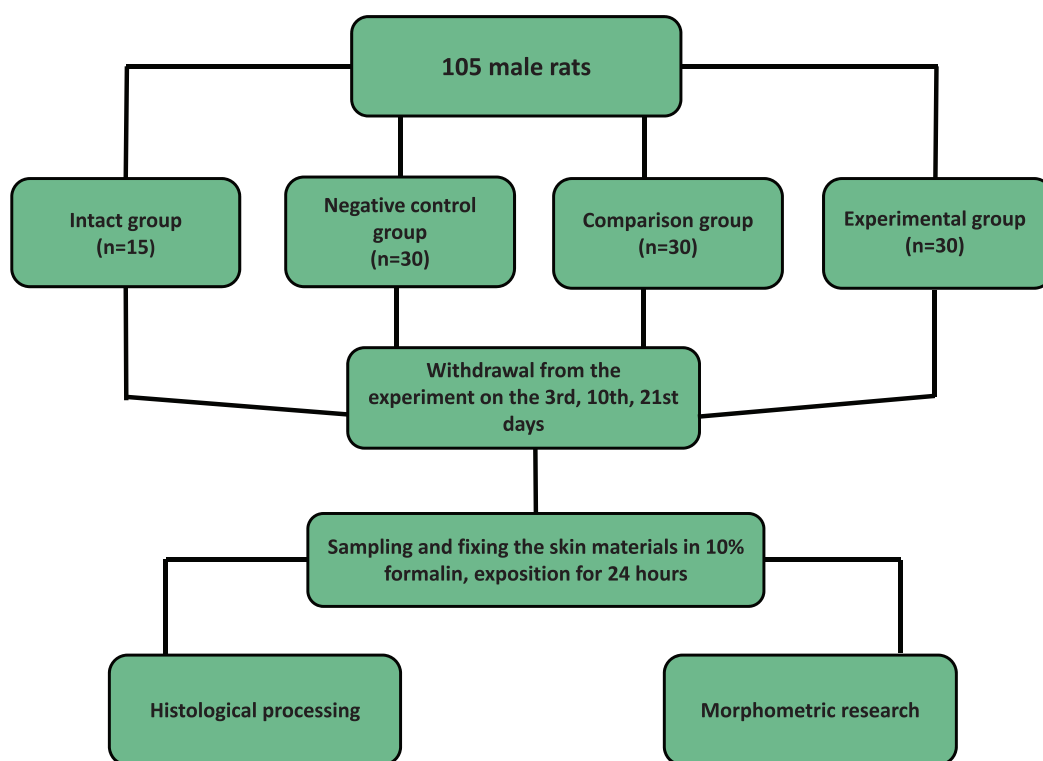 105 male rats
Intact group
(n=15)
Negative control
group
(n=30)
Comparison group
(n=30)
Experimental group
(n=30)
Withdrawal from the
experiment on the 3rd, 10th, 21st
days
Sampling and fixing the skin materials in 10%
formalin, exposition for 24 hours
Histological processing
Morphometric research